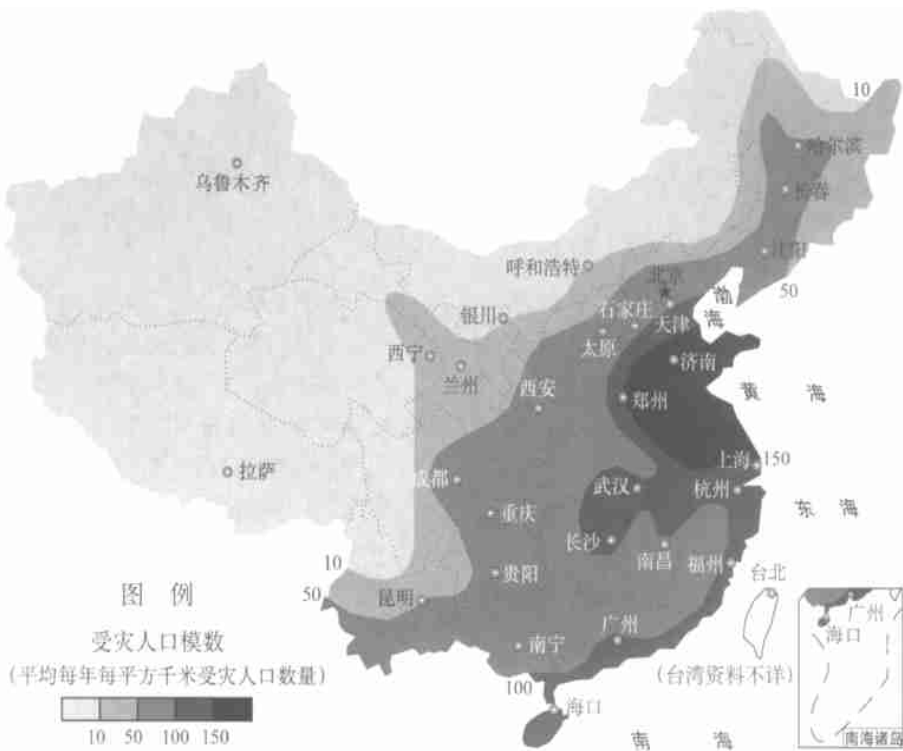 10
哈尔滨
乌鲁木齐
长春
沈阳
呼和浩特
北京
50
银川
石家庄
天津
渤海
太原
西宁
济南
兰州
西安
郑州
黄海
上海
150
拉萨
成都
武汉
杭州
重庆
东海
长沙
南昌
福州
10
贵阳
台北
50
昆明
广州
南宁
(台湾资料不详)
100
海口
南海
图例
受灾人口模数
(平均每年每平方千米受灾人口数量)
10 50 100 150
广州
海口
南海诸岛